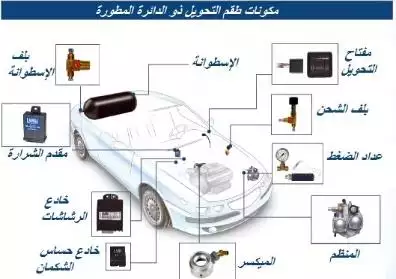 مكونات طقم التحويل ذو الدائرة المطورة
مفتاح
التحويل
الإسطوانة
بلف
الإسطوانة
بلف الشحن
مقدم الشرارة
عداد الضغط
خادع
الرشاشات
خادع حساس
الشكمان
الميكسر
المنظم